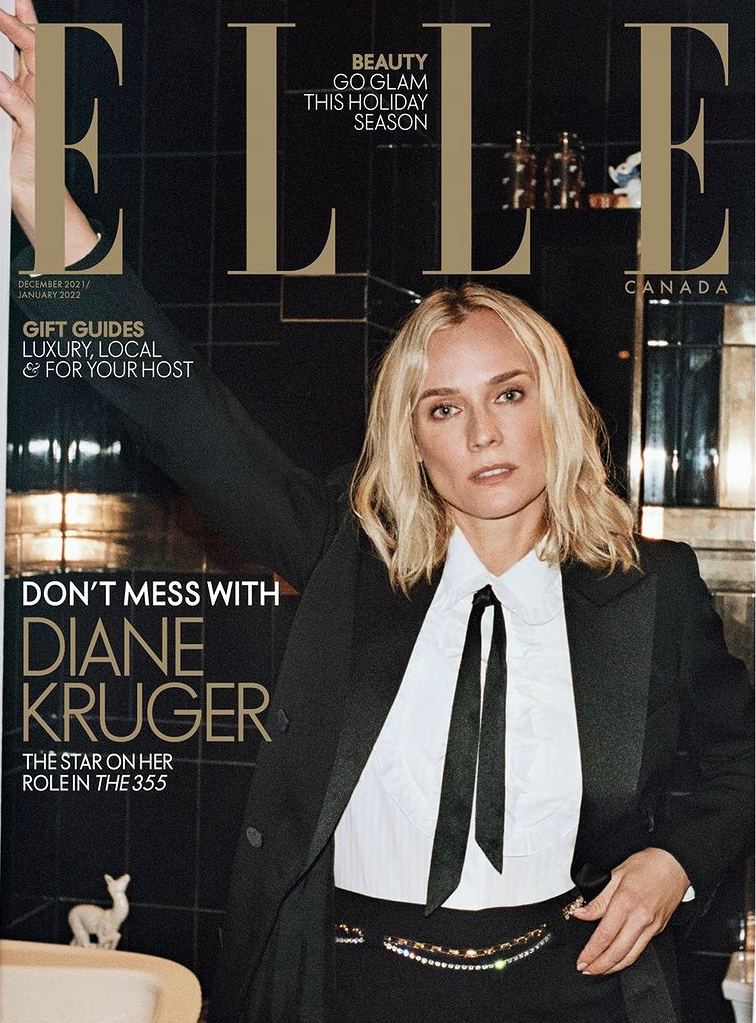 ELLE
CANADA
BEAUTY
GO GLAM
THIS HOLIDAY
SEASON
DECEMBER 2021/
JANUARY 2022
GIFT GUIDES
LUXURY, LOCAL
& FOR YOUR HOST
DON'T MESS WITH
DIANE
KRUGER
THE STAR ON HER
ROLE IN THE 355